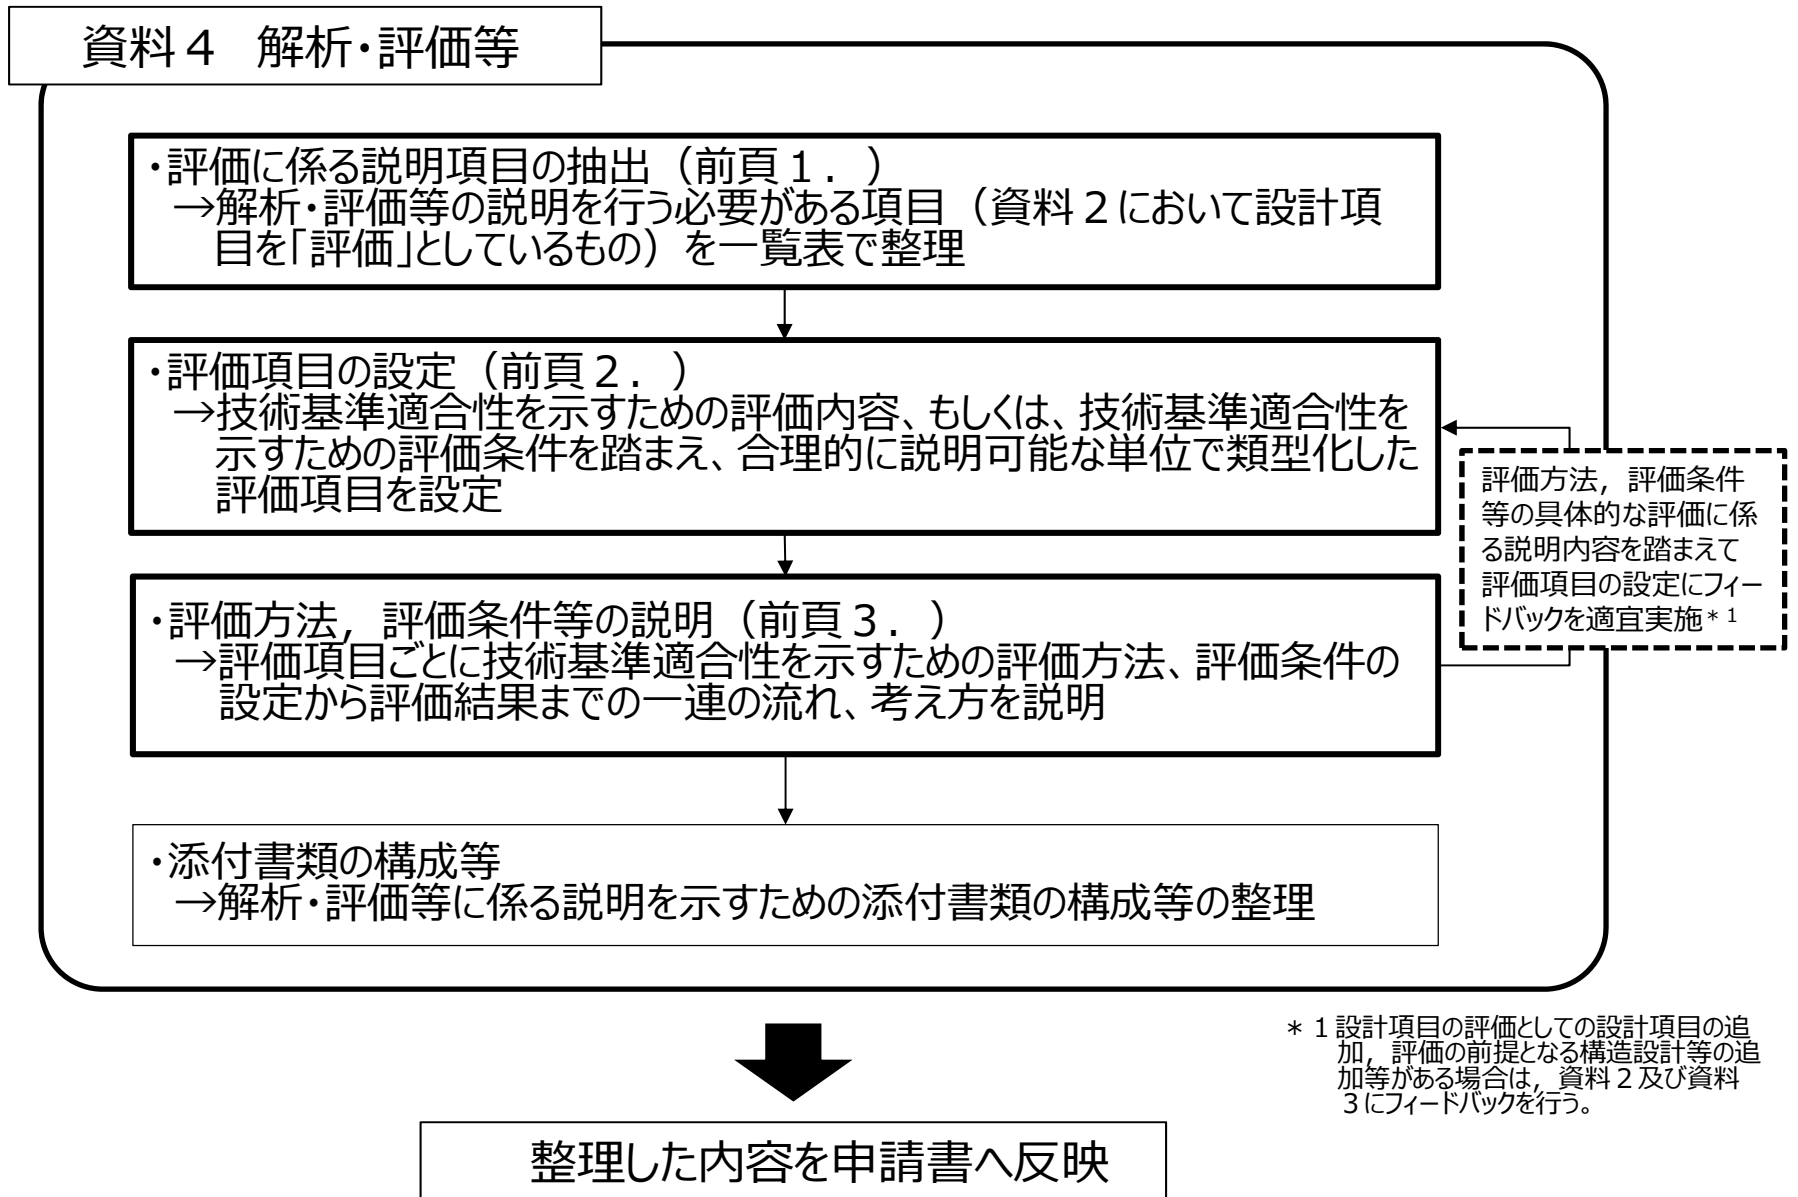 資料４　解析・評価等
・評価に係る説明項目の抽出（前頁１．）
→解析・評価等の説明を行う必要がある項目（資料２において設計項
目を「評価」としているもの）を一覧表で整理
・評価項目の設定（前頁２．）
→技術基準適合性を示すための評価内容、もしくは、技術基準適合性を
示すための評価条件を踏まえ、合理的に説明可能な単位で類型化した
評価項目を設定
評価方法，評価条件
等の具体的な評価に係
る説明内容を踏まえて
評価項目の設定にフィー
ドバックを適宜実施＊１
・評価方法，評価条件等の説明（前頁３．）
→評価項目ごとに技術基準適合性を示すための評価方法、評価条件の
設定から評価結果までの一連の流れ、考え方を説明
・添付書類の構成等
→解析・評価等に係る説明を示すための添付書類の構成等の整理
＊１設計項目の評価としての設計項目の追
加，評価の前提となる構造設計等の追
加等がある場合は，資料２及び資料
３にフィードバックを行う。
整理した内容を申請書へ反映